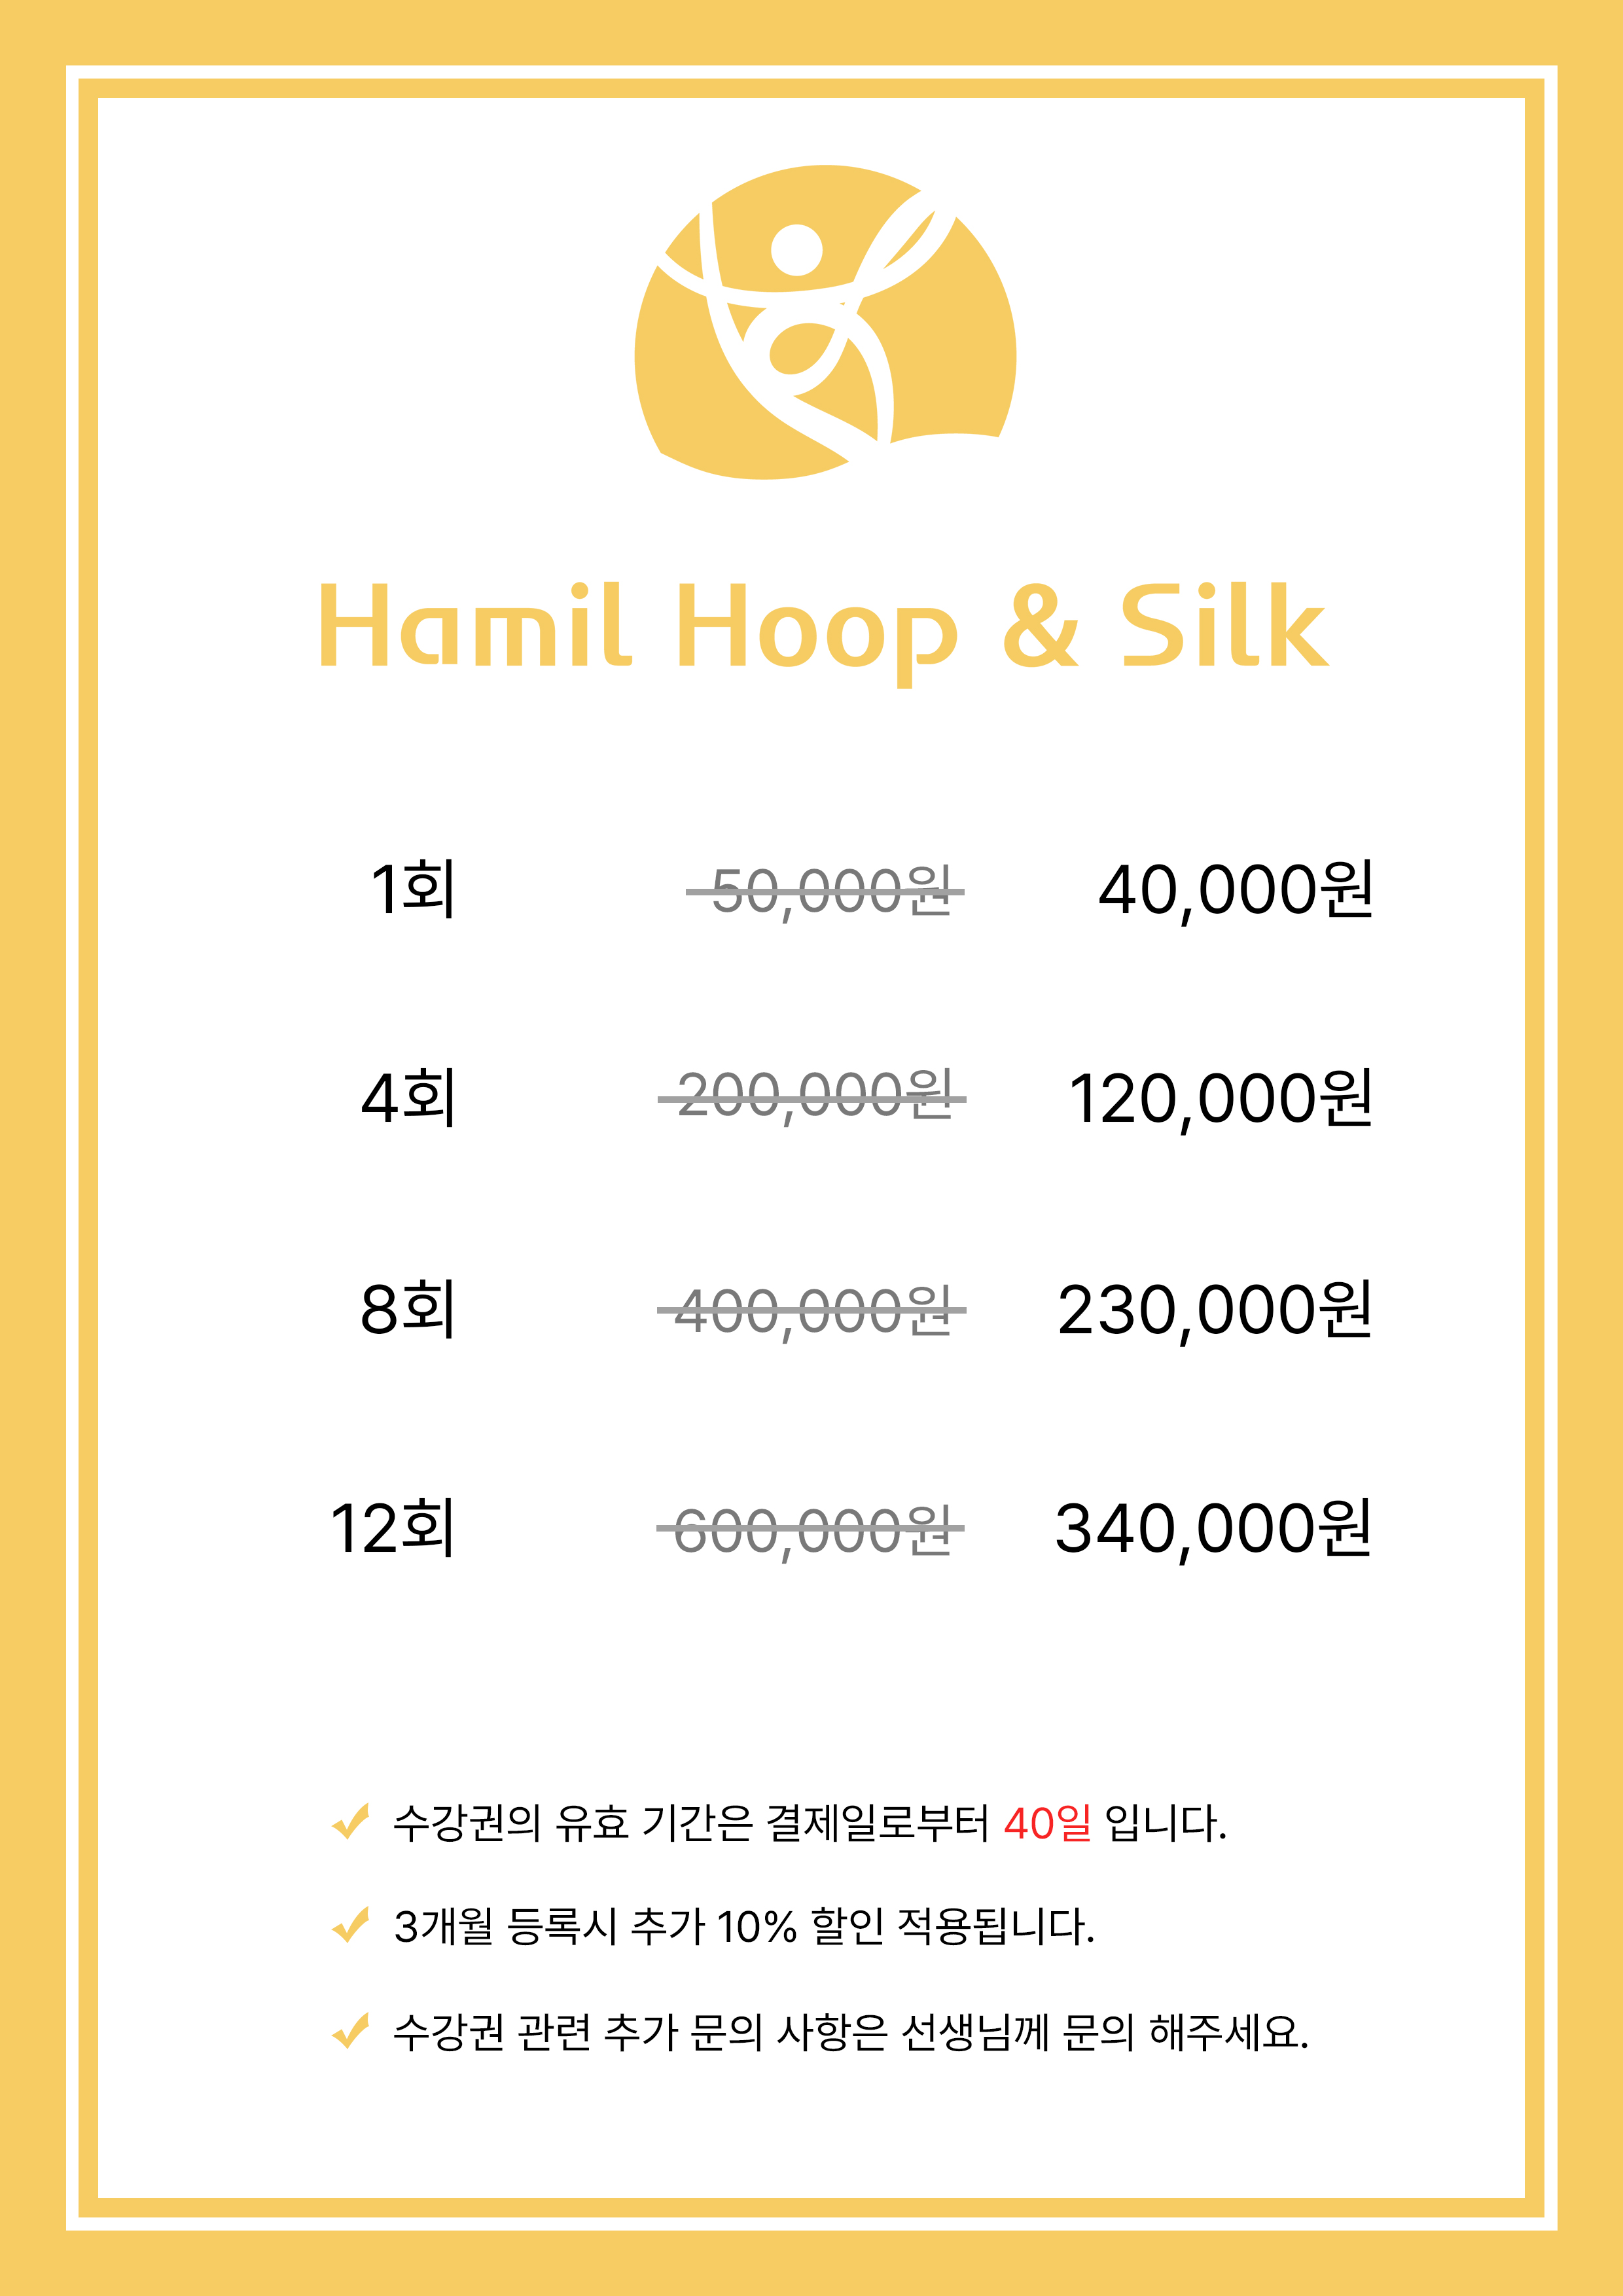 Hamil Hoop & Silk
1회 50,000원 40,000원
4회 200,000원 120,000원
8회 400,000원 230,000원
12회 600,000원 340,000원
수강권의 유효 기간은 결제일로부터 40일 입니다.
3개월 등록시 추가 10% 할인 적용됩니다.
수강권 관련 추가 문의 사항은 선생님께 문의 해주세요.